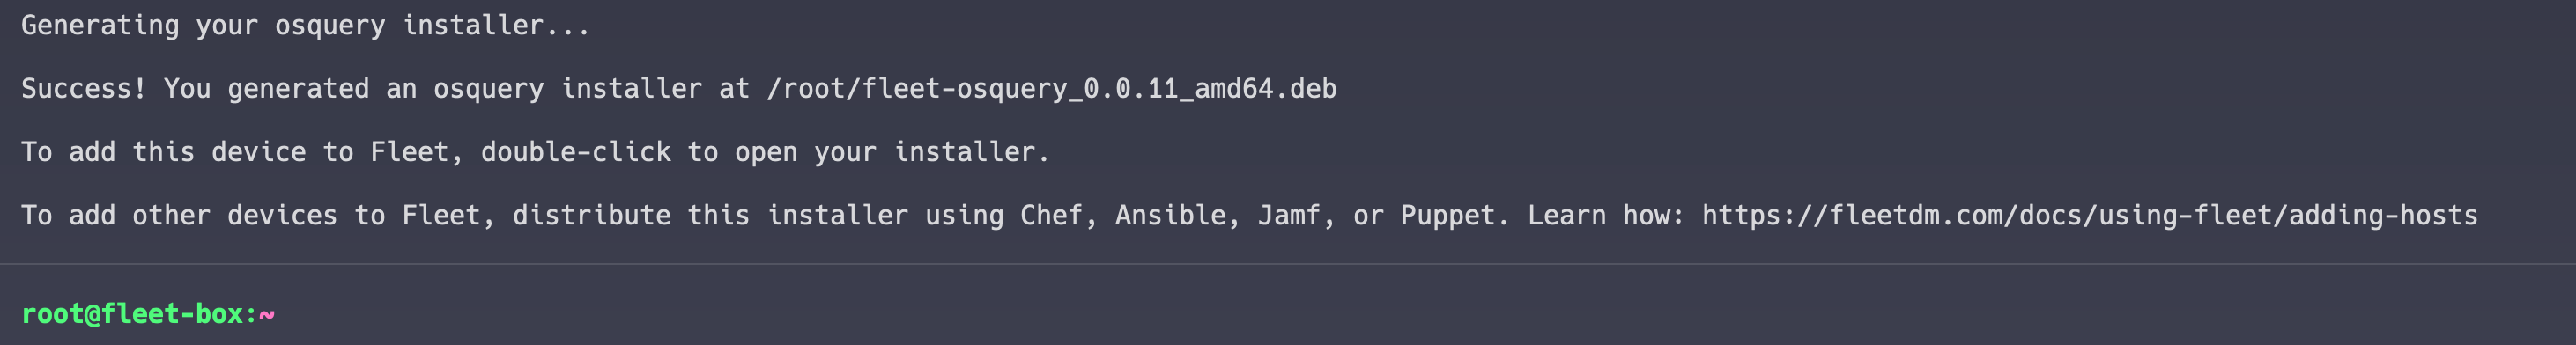 Generating your osquery installer...
Success! You generated an osquery installer at /root/fleet-osquery_0.0.11_amd64.deb
To add this device to Fleet, double-click to open your installer.
To add other devices to Fleet, distribute this installer using Chef, Ansible, Jamf, or Puppet. Learn how: https://fleetdm.com/docs/using-fleet/adding-hosts
root@fleet-box:~